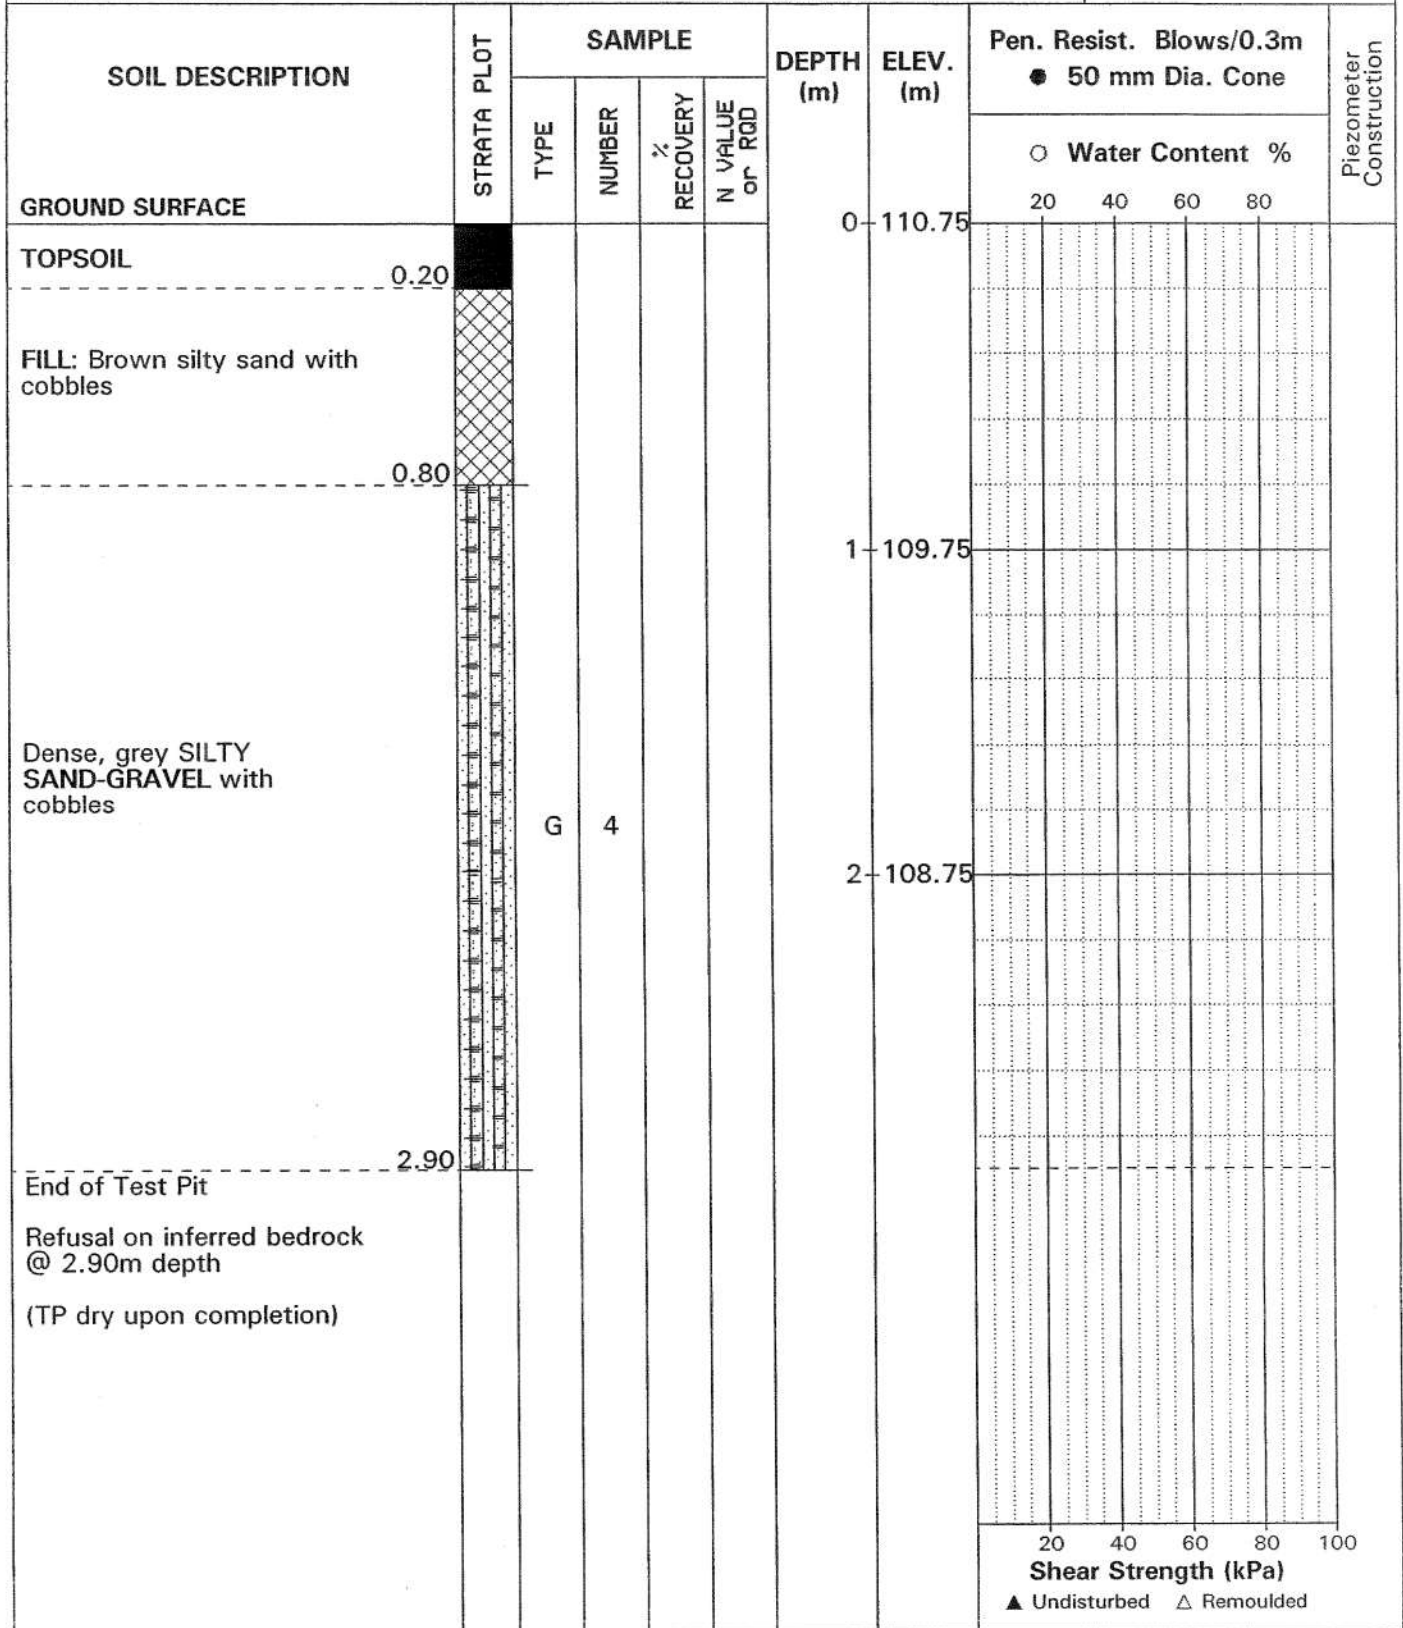 SOIL DESCRIPTION
GROUND SURFACE
STRATA PLOT
SAMPLE
TYPE
NUMBER
%
RECOVERY
N VALUE
or RQD
DEPTH
(m)
ELEV.
(m)
Pen. Resist. Blows/0.3m
● 50 mm Dia. Cone
○ Water Content %
20 40 60 80
Piezometer
Construction
0 110.75
TOPSOIL
0.20
FILL: Brown silty sand with
cobbles
0.80
1 109.75
Dense, grey SILTY
SAND-GRAVEL with
cobbles
G 4
2 108.75
2.90
End of Test Pit
Refusal on inferred bedrock
@ 2.90m depth
(TP dry upon completion)
20 40 60 80 100
Shear Strength (kPa)
▲ Undisturbed △ Remoulded